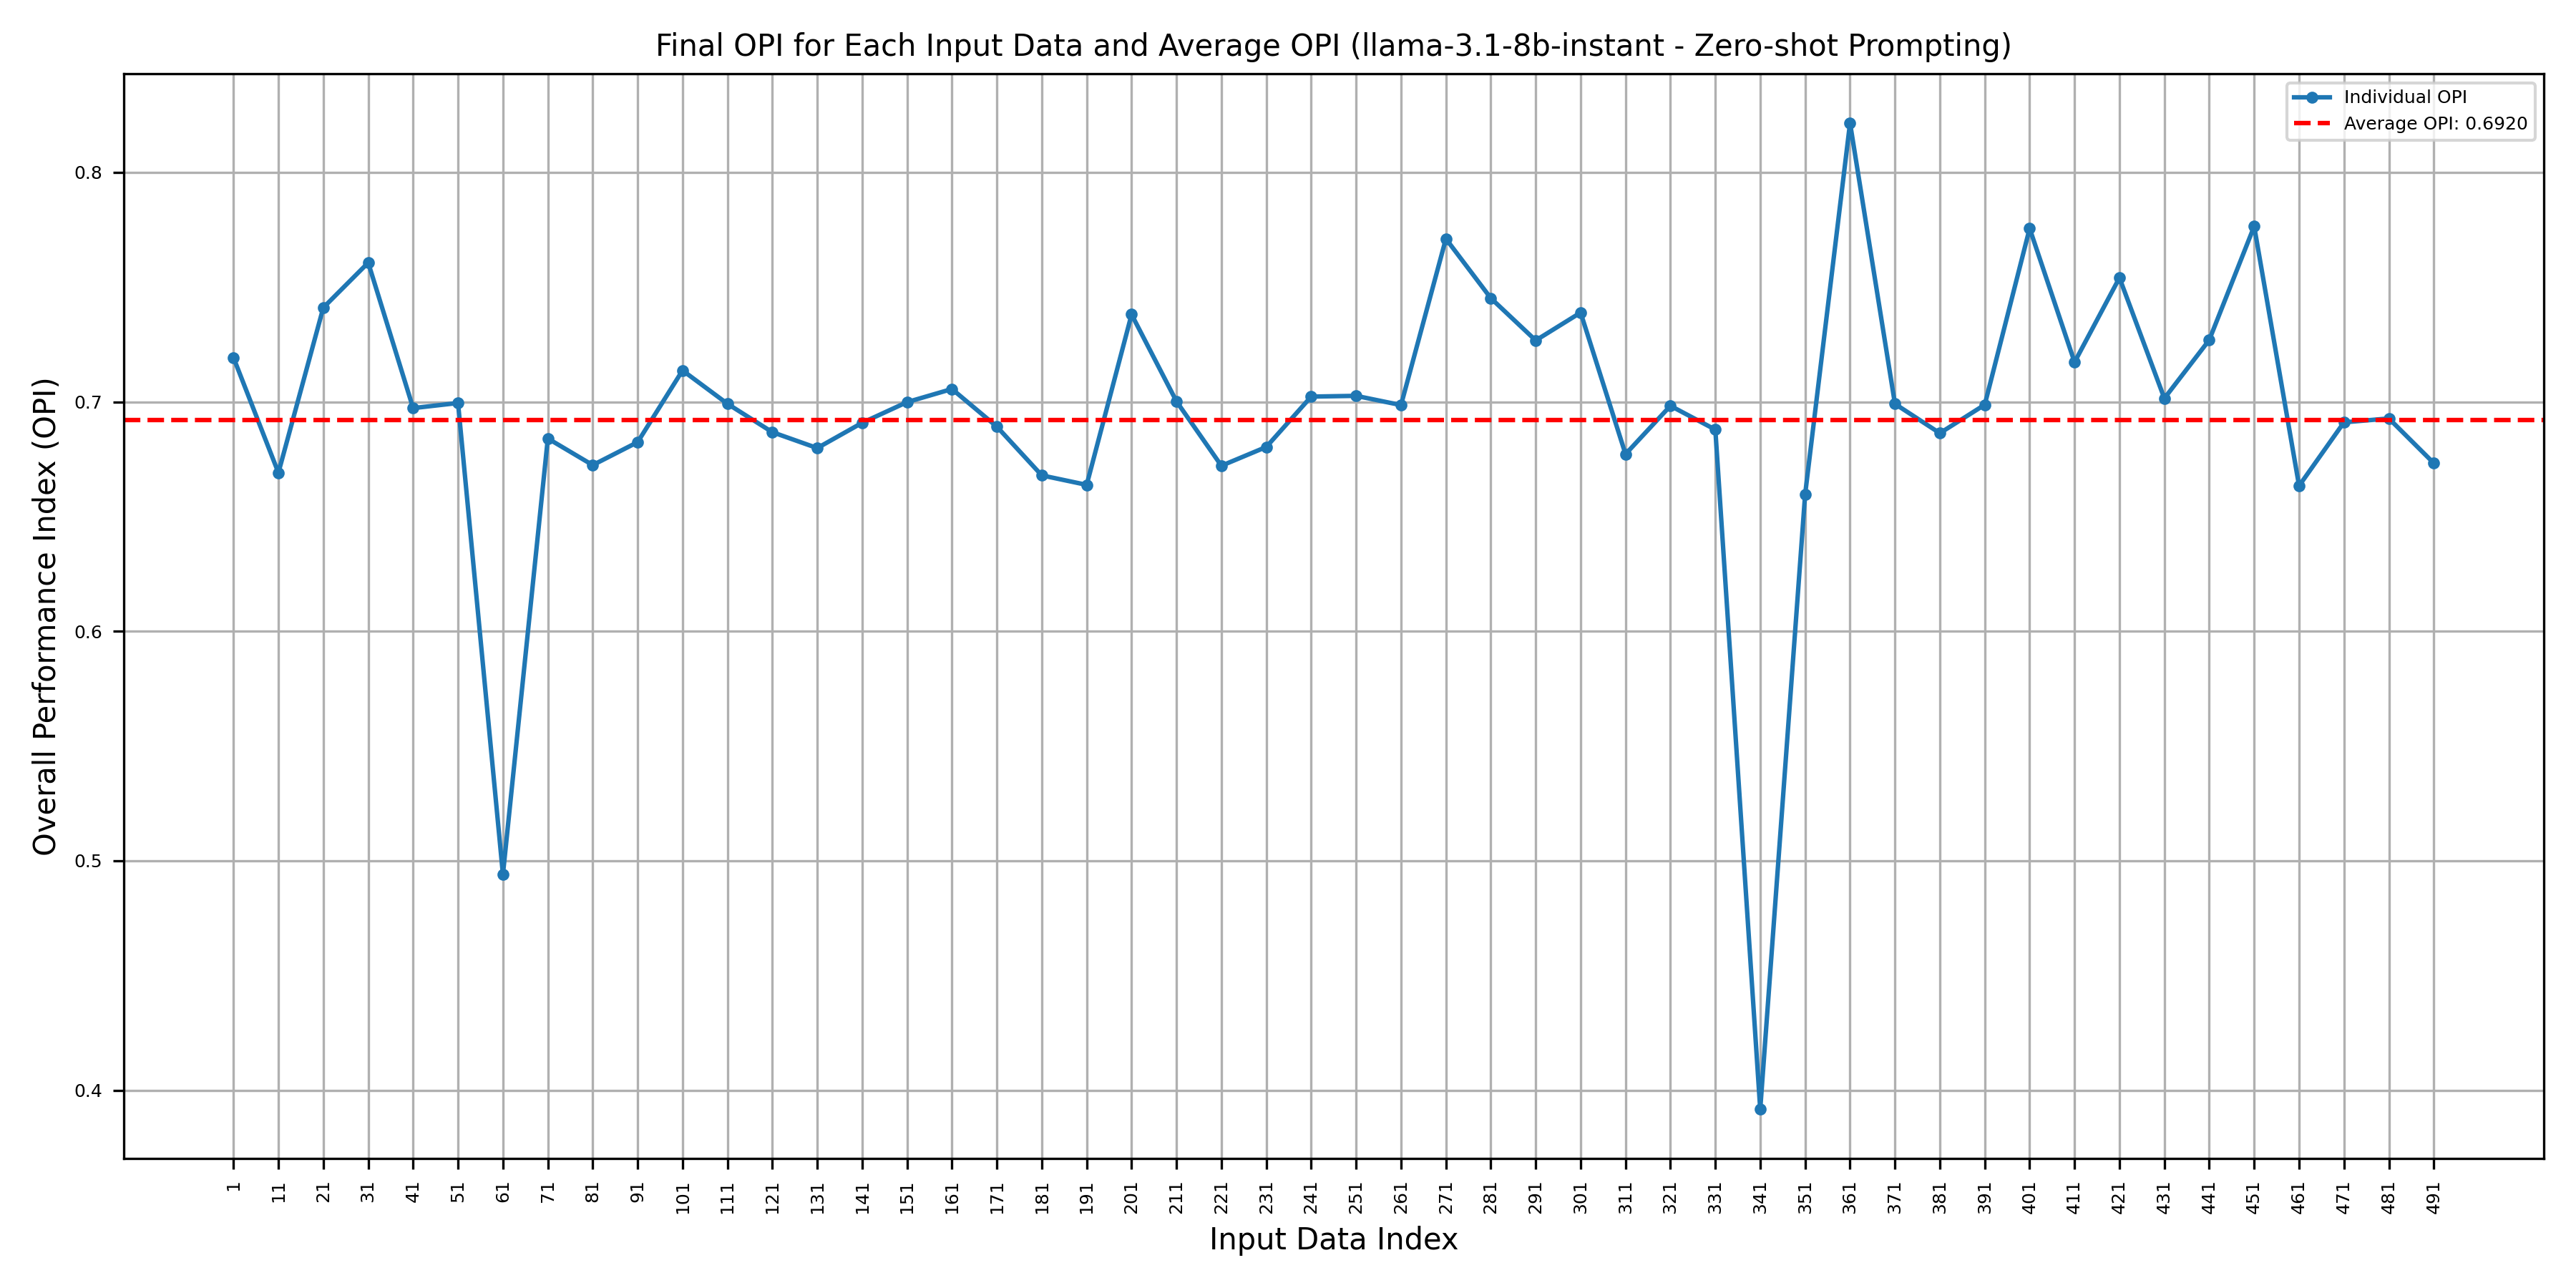 Final OPI for Each Input Data and Average OPI (llama-3.1-8b-instant - Zero-shot Prompting)
Individual OPI
Average OPI: 0.6920
Overall Performance Index (OPI)
0.8
0.7
0.6
0.5
0.4
1 11 21 31 41 51 61 71 81 91 101 111 121 131 141 151 161 171 181 191 201 211 221 231 241 251 261 271 281 291 301 311 321 331 341 351 361 371 381 391 401 411 421 431 441 451 461 471 481 491
Input Data Index